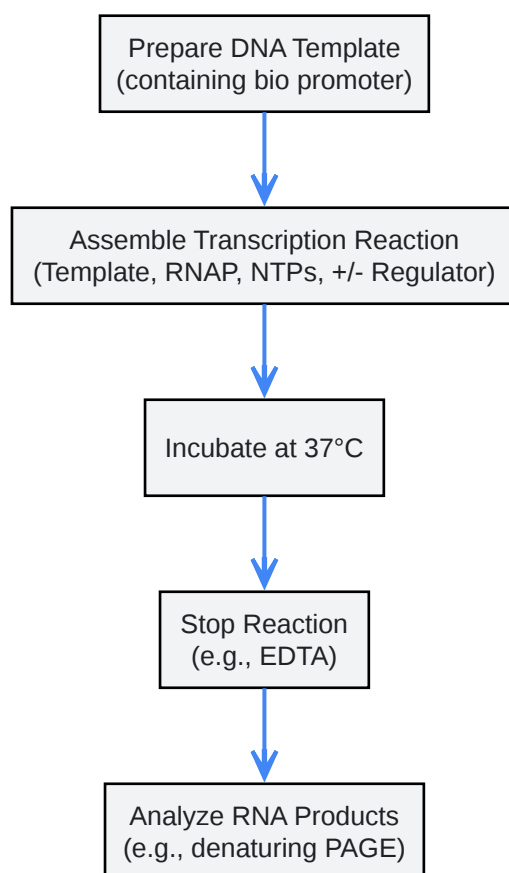 Prepare DNA Template
(containing bio promoter)
Assemble Transcription Reaction
(Template, RNAP, NTPs, +/- Regulator)
Incubate at 37°C
Stop Reaction
(e.g., EDTA)
Analyze RNA Products
(e.g., denaturing PAGE)